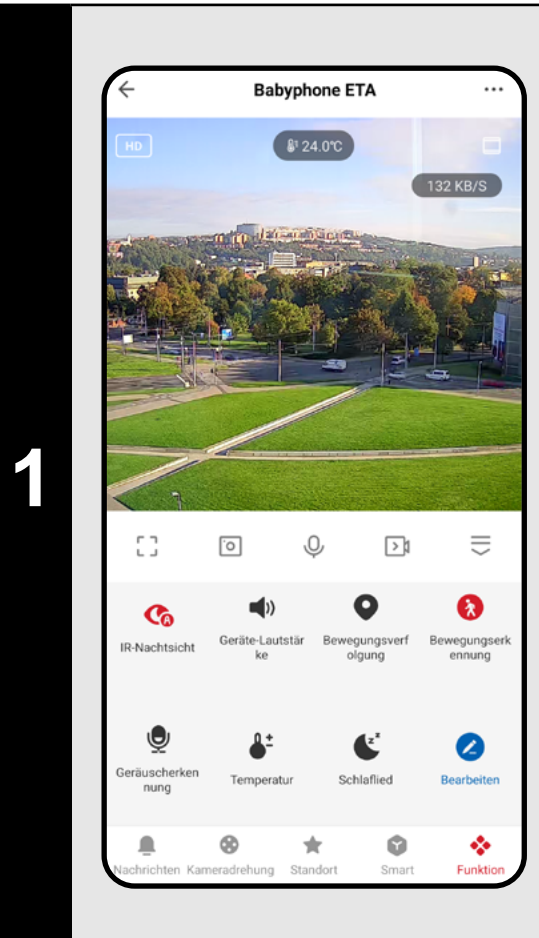 Babyphone ETA
HD
24.0°C
132 KB/S
1
IR-Nachtsicht
Geräte-Lautstär
ke
Bewegungsverf
olgung
Bewegungserk
ennung
Geräuscherken
nung
Temperatur
Schlaflied
Bearbeiten
Nachrichten
Kameradrehung
Standort
Smart
Funktion